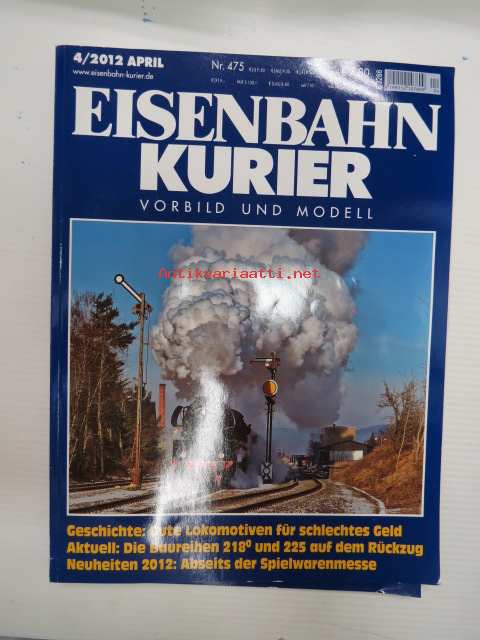 4/2012 APRIL
Nr. 475
www.eisenbahn-kurier.de
EISENBAHN
KURIER
VORBILD UND MODELL
Antikvariaatti.net
Geschichte: Gute Lokomotiven für schlechtes Geld
Aktuell: Die Baureihen 218⁰ und 225 auf dem Rückzug
Neuheiten 2012: Abseits der Spielwarenmesse